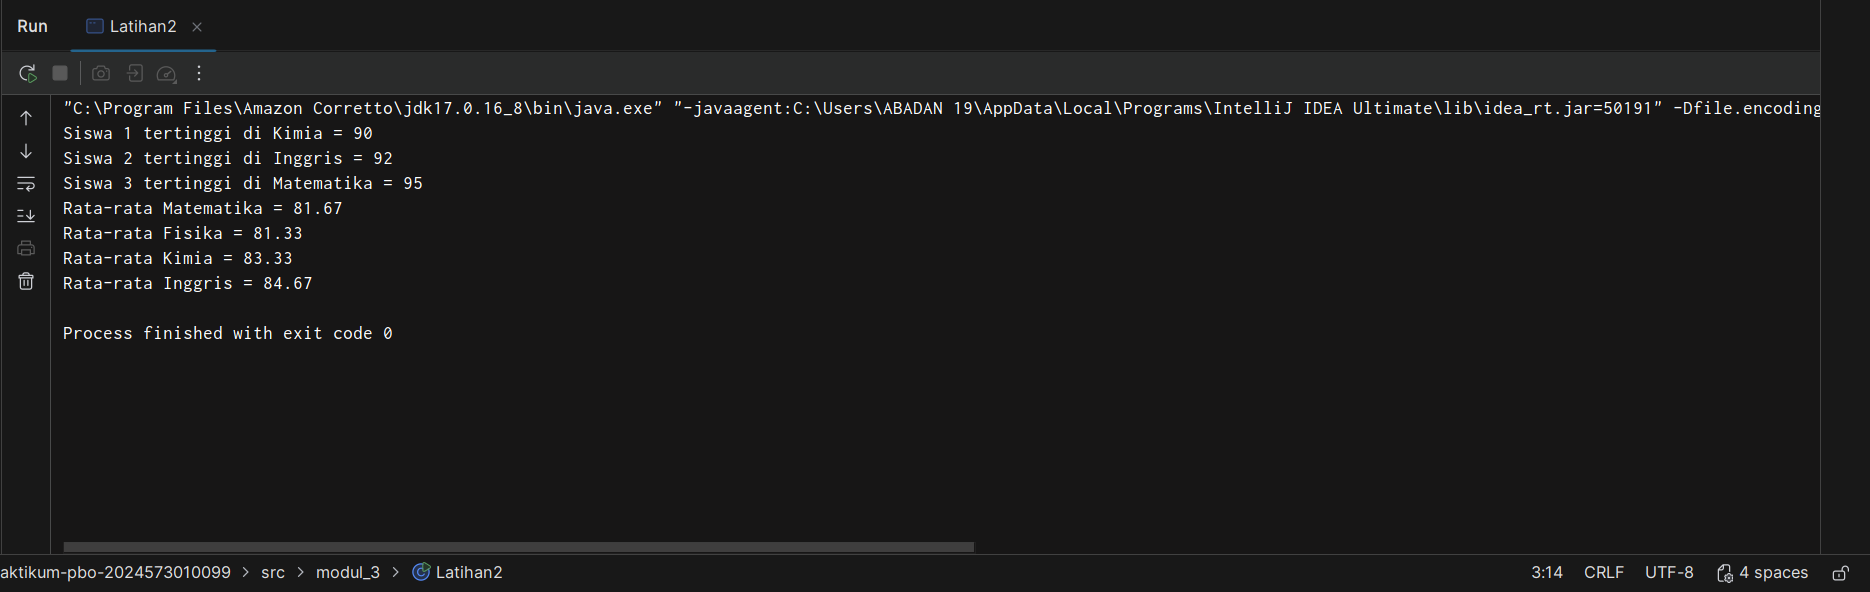 Run Latihan2
"C:\Program Files\Amazon Corretto\jdk17.0.16_8\bin\java.exe" "-javaagent:C:\Users\ABADAN 19\AppData\Local\Programs\IntelliJ IDEA Ultimate\lib\idea_rt.jar=50191" -Dfile.encoding
Siswa 1 tertinggi di Kimia = 90
Siswa 2 tertinggi di Inggris = 92
Siswa 3 tertinggi di Matematika = 95
Rata-rata Matematika = 81.67
Rata-rata Fisika = 81.33
Rata-rata Kimia = 83.33
Rata-rata Inggris = 84.67
Process finished with exit code 0
aktikum-pbo-2024573010099 > src > modul_3 > Latihan2 3:14 CRLF UTF-8 4 spaces